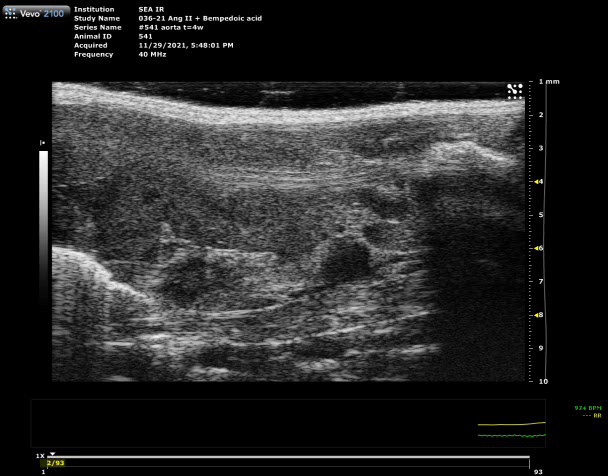 Vevo 2100
Institution SEA IR
Study Name 036-21 Ang II + Bempedoic acid
Series Name #541 aorta t=4w
Animal ID 541
Acquired 11/29/2021, 5:48:01 PM
Frequency 40 MHz
1 mm
2
3
4
5
6
7
8
9
10
924 BPM
--- RR
1X
2/93
1 93